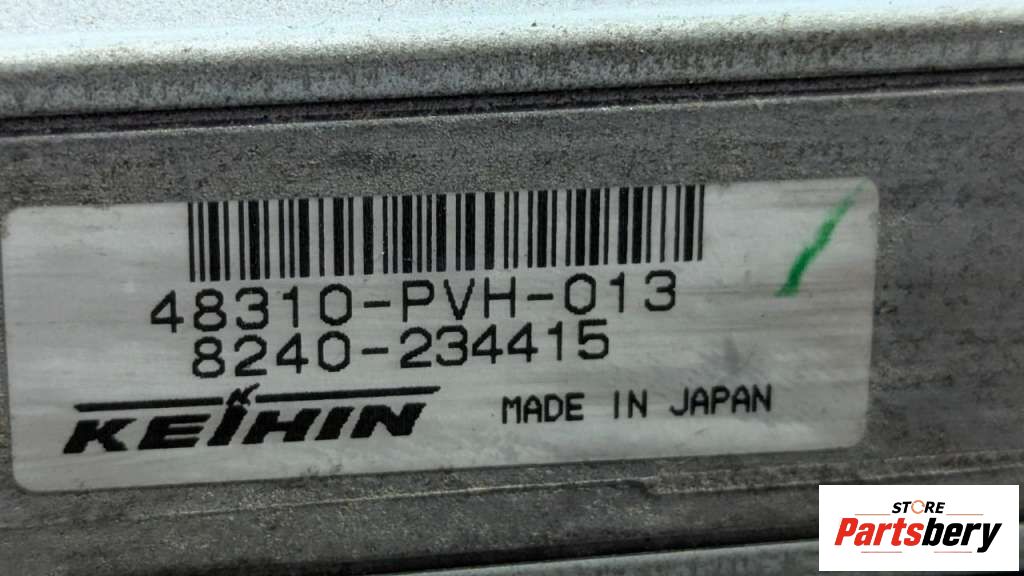 48310-PVH-013
8240-234415
KEIHIN
MADE IN JAPAN
STORE
Partsbery